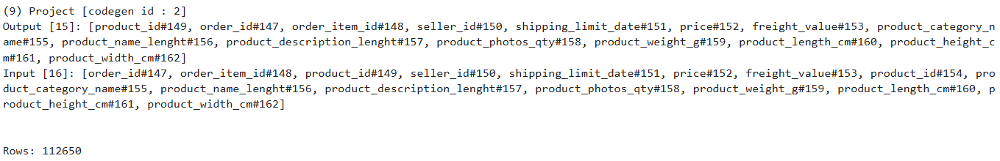 (9) Project [codegen id : 2]
Output [15]: [product_id#149, order_id#147, order_item_id#148, seller_id#150, shipping_limit_date#151, price#152, freight_value#153, product_category_n
ame#155, product_name_lenght#156, product_description_lenght#157, product_photos_qty#158, product_weight_g#159, product_length_cm#160, product_height_c
m#161, product_width_cm#162]
Input [16]: [order_id#147, order_item_id#148, product_id#149, seller_id#150, shipping_limit_date#151, price#152, freight_value#153, product_id#154, pro
duct_category_name#155, product_name_lenght#156, product_description_lenght#157, product_photos_qty#158, product_weight_g#159, product_length_cm#160, p
roduct_height_cm#161, product_width_cm#162]
Rows: 112650